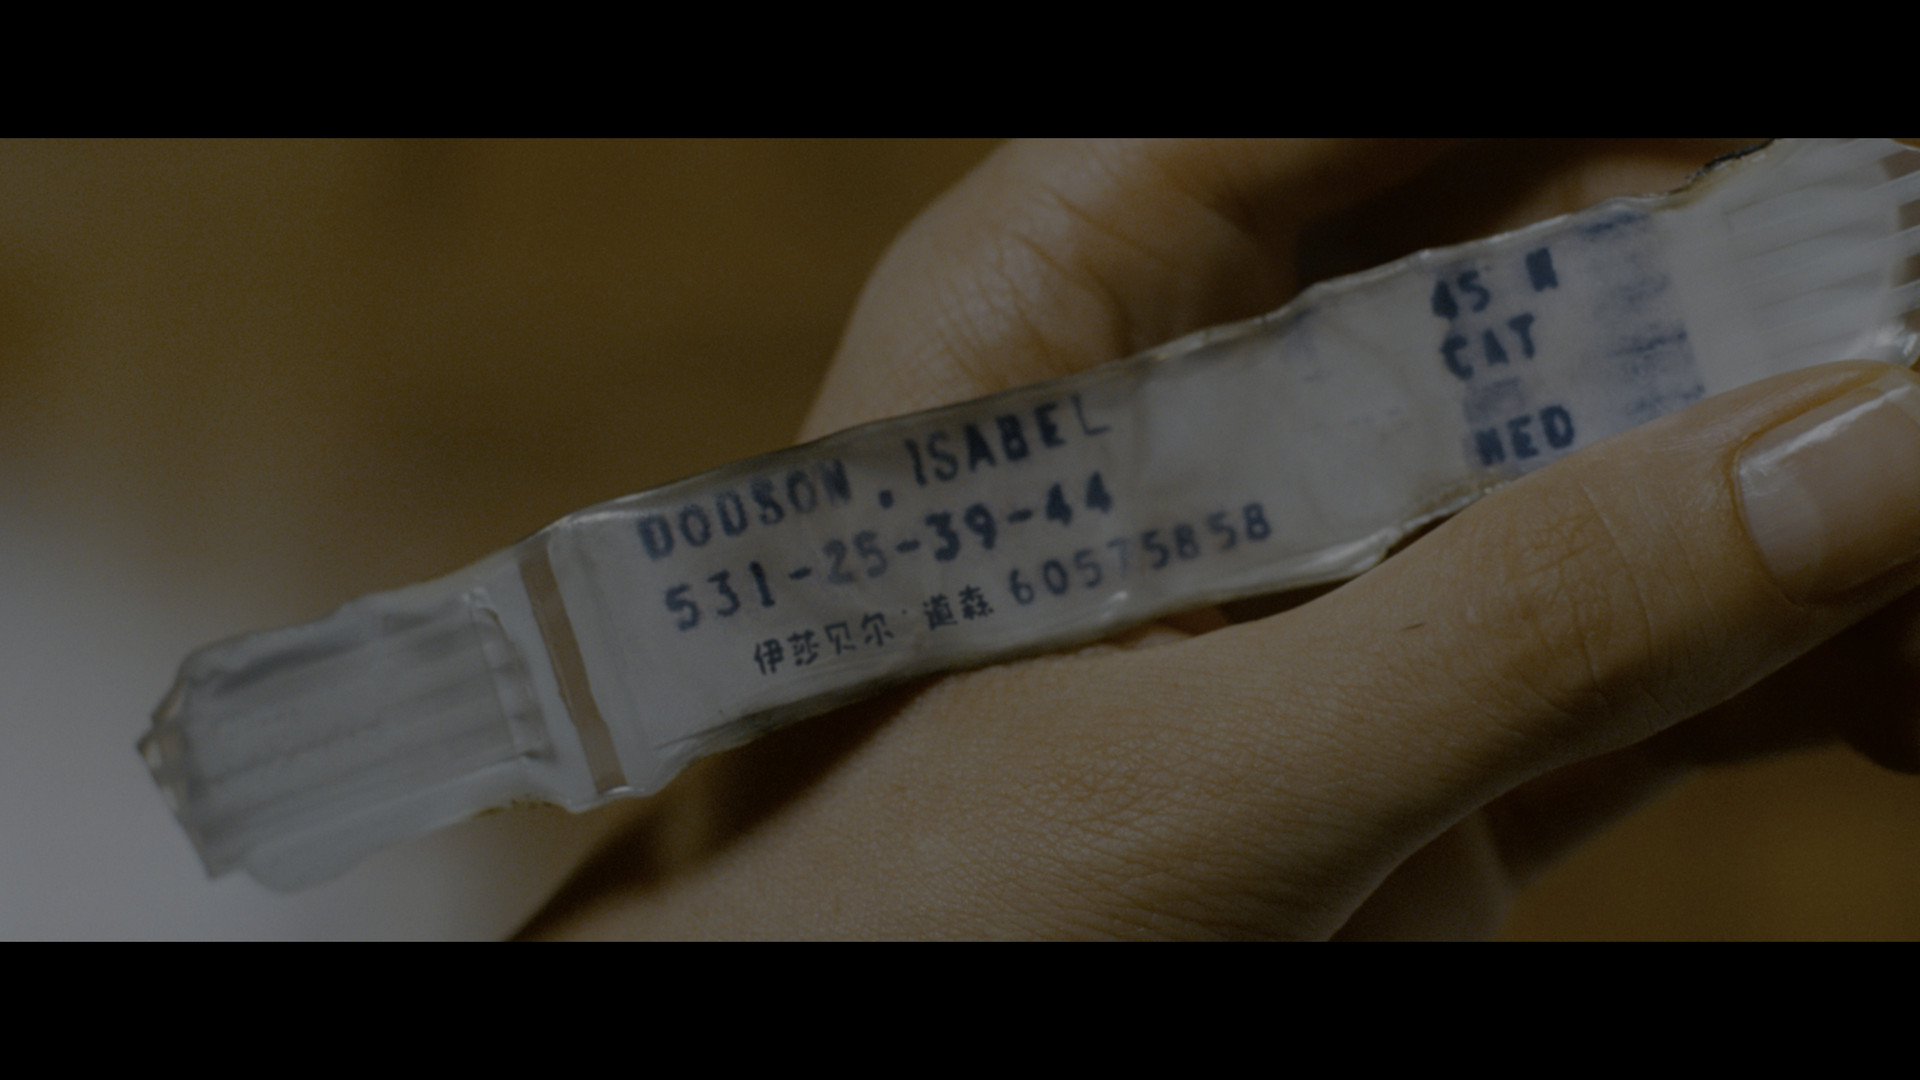 DODSON, ISABEL
531-25-39-44
伊莎贝尔·道森 60575858
45 N
CAT
MED